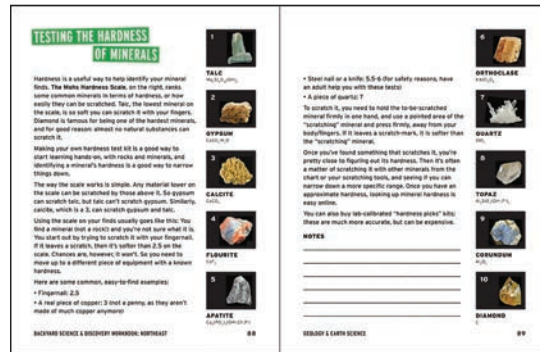 TESTING THE HARDNESS
OF MINERALS
Hardness is a useful way to help identify your mineral
finds. The Mohs Hardness Scale, on the right, ranks
some common minerals in terms of hardness, or how
easily they can be scratched. Talc, the lowest mineral on
the scale, is so soft you can scratch it with your fingers.
Diamond is famous for being one of the hardest minerals,
and for good reason: almost no natural substances can
scratch it.
Making your own hardness test kit is a good way to
start learning hands-on, with rocks and minerals, and
identifying a mineral's hardness is a good way to narrow
things down.
The way the scale works is simple. Any material lower on
the scale can be scratched by those above it. So gypsum
can scratch talc, but talc can't scratch gypsum. Similarly,
calcite, which is a 3, can scratch gypsum and talc.
Using the scale on your finds usually goes like this: You
find a mineral (not a rock!) and you're not sure what it is.
You start out by trying to scratch it with your fingernail.
If it leaves a scratch, then it's softer than 2.5 on the
scale. Chances are, however, it won't. So you need to
move up to a different piece of equipment with a known
hardness.
Here are some common, easy-to-find examples:
• Fingernail: 2.5
• A real piece of copper: 3 (not a penny, as they aren't
made of much copper anymore)
BACKYARD SCIENCE & DISCOVERY WORKBOOK: NORTHEAST
88
1
TALC
2
GYPSUM
3
CALCITE
CaCO₃
4
FLOURITE
CaF₂
5
APATITE
• Steel nail or a knife: 5.5-6 (for safety reasons, have
an adult help you with these tests)
• A piece of quartz: 7
To scratch it, you need to hold the to-be-scratched
mineral firmly in one hand, and use a pointed area of the
"scratching" mineral and press firmly, away from your
body/fingers. If it leaves a scratch-mark, it is softer than
the "scratching" mineral.
Once you've found something that scratches it, you're
pretty close to figuring out its hardness. Then it's often
a matter of scratching it with other minerals from the
chart or your scratching tools, and seeing if you can
narrow down a more specific range. Once you have an
approximate hardness, looking up mineral hardness is
easy online.
You can also buy lab-calibrated "hardness picks" kits;
these are much more accurate, but can be expensive.
NOTES
GEOLOGY & EARTH SCIENCE
89
6
ORTHOCLASE
7
QUARTZ
SiO₂
8
TOPAZ
9
CORUNDUM
Al₂O₃
10
DIAMOND
C